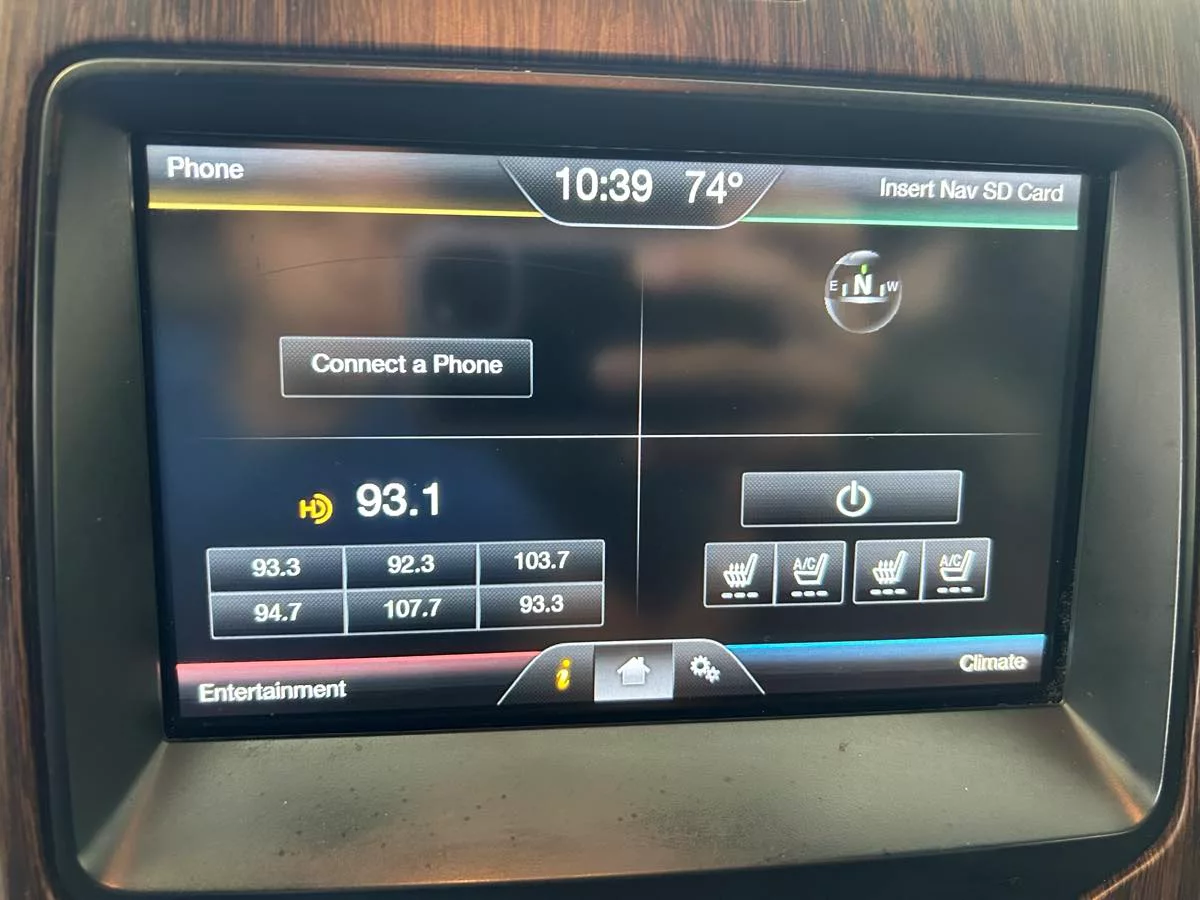 Phone
10:39 74°
Insert Nav SD Card
E N W
Connect a Phone
HD 93.1
93.3 92.3 103.7
94.7 107.7 93.3
A/C A/C
i
Entertainment
Climate